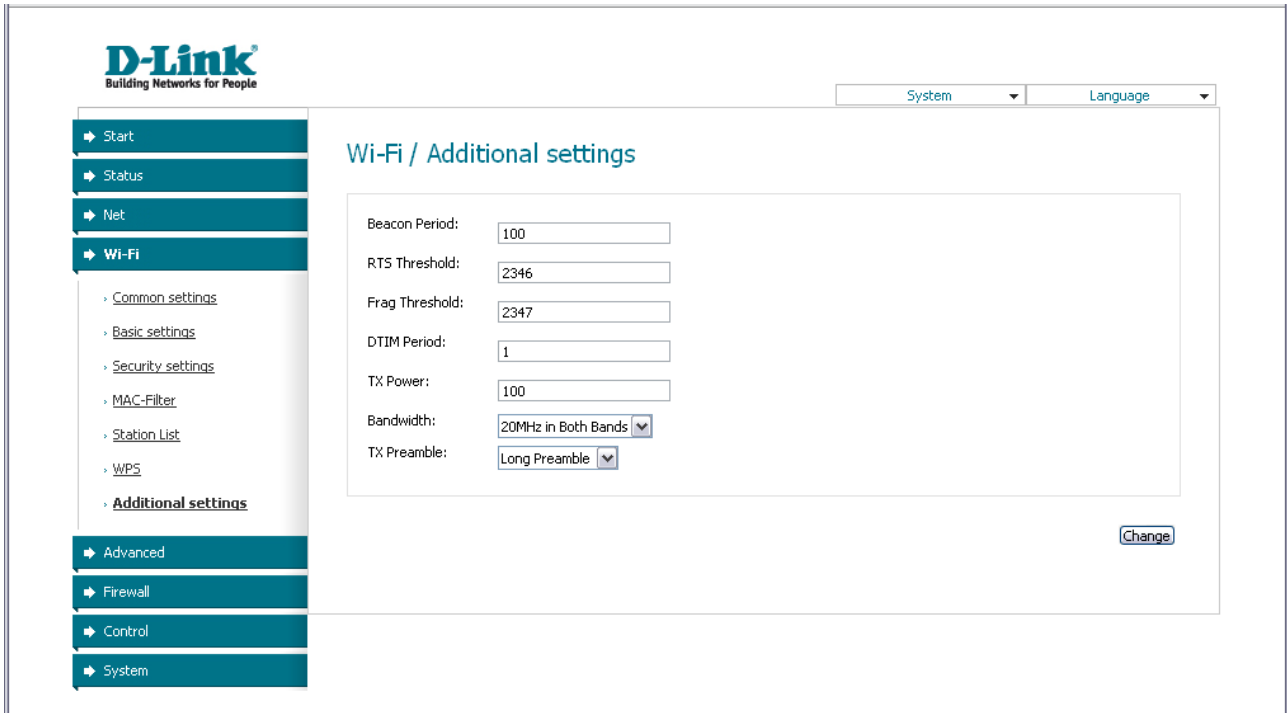 D-Link
Building Networks for People
System Language
Start
Status
Net
Wi-Fi
Common settings
Basic settings
Security settings
MAC-Filter
Station List
WPS
Additional settings
Advanced
Firewall
Control
System
Wi-Fi / Additional settings
Beacon Period: 100
RTS Threshold: 2346
Frag Threshold: 2347
DTIM Period: 1
TX Power: 100
Bandwidth: 20MHz in Both Bands
TX Preamble: Long Preamble
Change